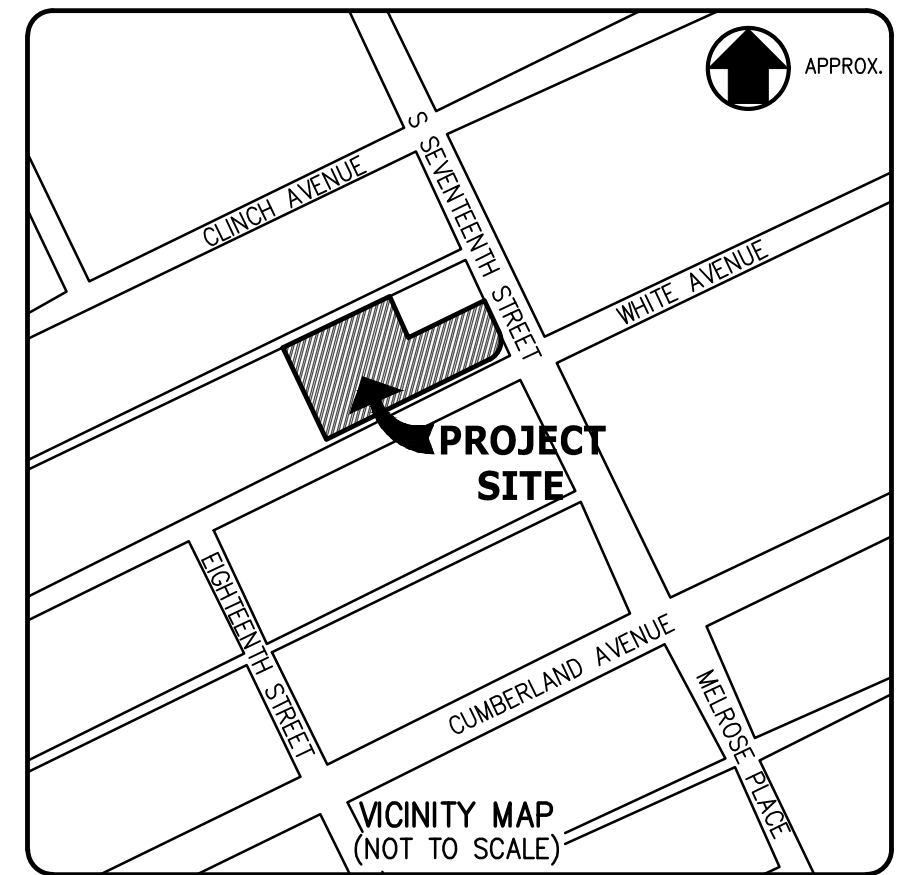 APPROX.
CLINCH AVENUE
S SEVENTEENTH STREET
WHITE AVENUE
PROJECT
SITE
EIGHTEENTH STREET
CUMBERLAND AVENUE
MELROSE PLACE
VICINITY MAP
(NOT TO SCALE)